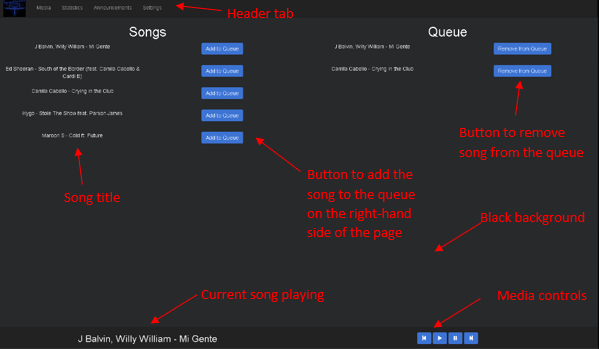 Media Statistics Announcements Settings
Header tab
Songs
Queue
J Balvin, Willy William - Mi Gente
Add to Queue
J Balvin, Willy William - Mi Gente
Remove from Queue
Ed Sheeran - South of the Border (feat. Camila Cabello &
Cardi B)
Add to Queue
Camila Cabello - Crying in the Club
Remove from Queue
Camila Cabello - Crying in the Club
Add to Queue
Kygo - Stole The Show feat. Parson James
Add to Queue
Maroon 5 - Cold ft. Future
Add to Queue
Button to remove
song from the queue
Button to add the
song to the queue
on the right-hand
side of the page
Song title
Black background
Current song playing
Media controls
J Balvin, Willy William - Mi Gente